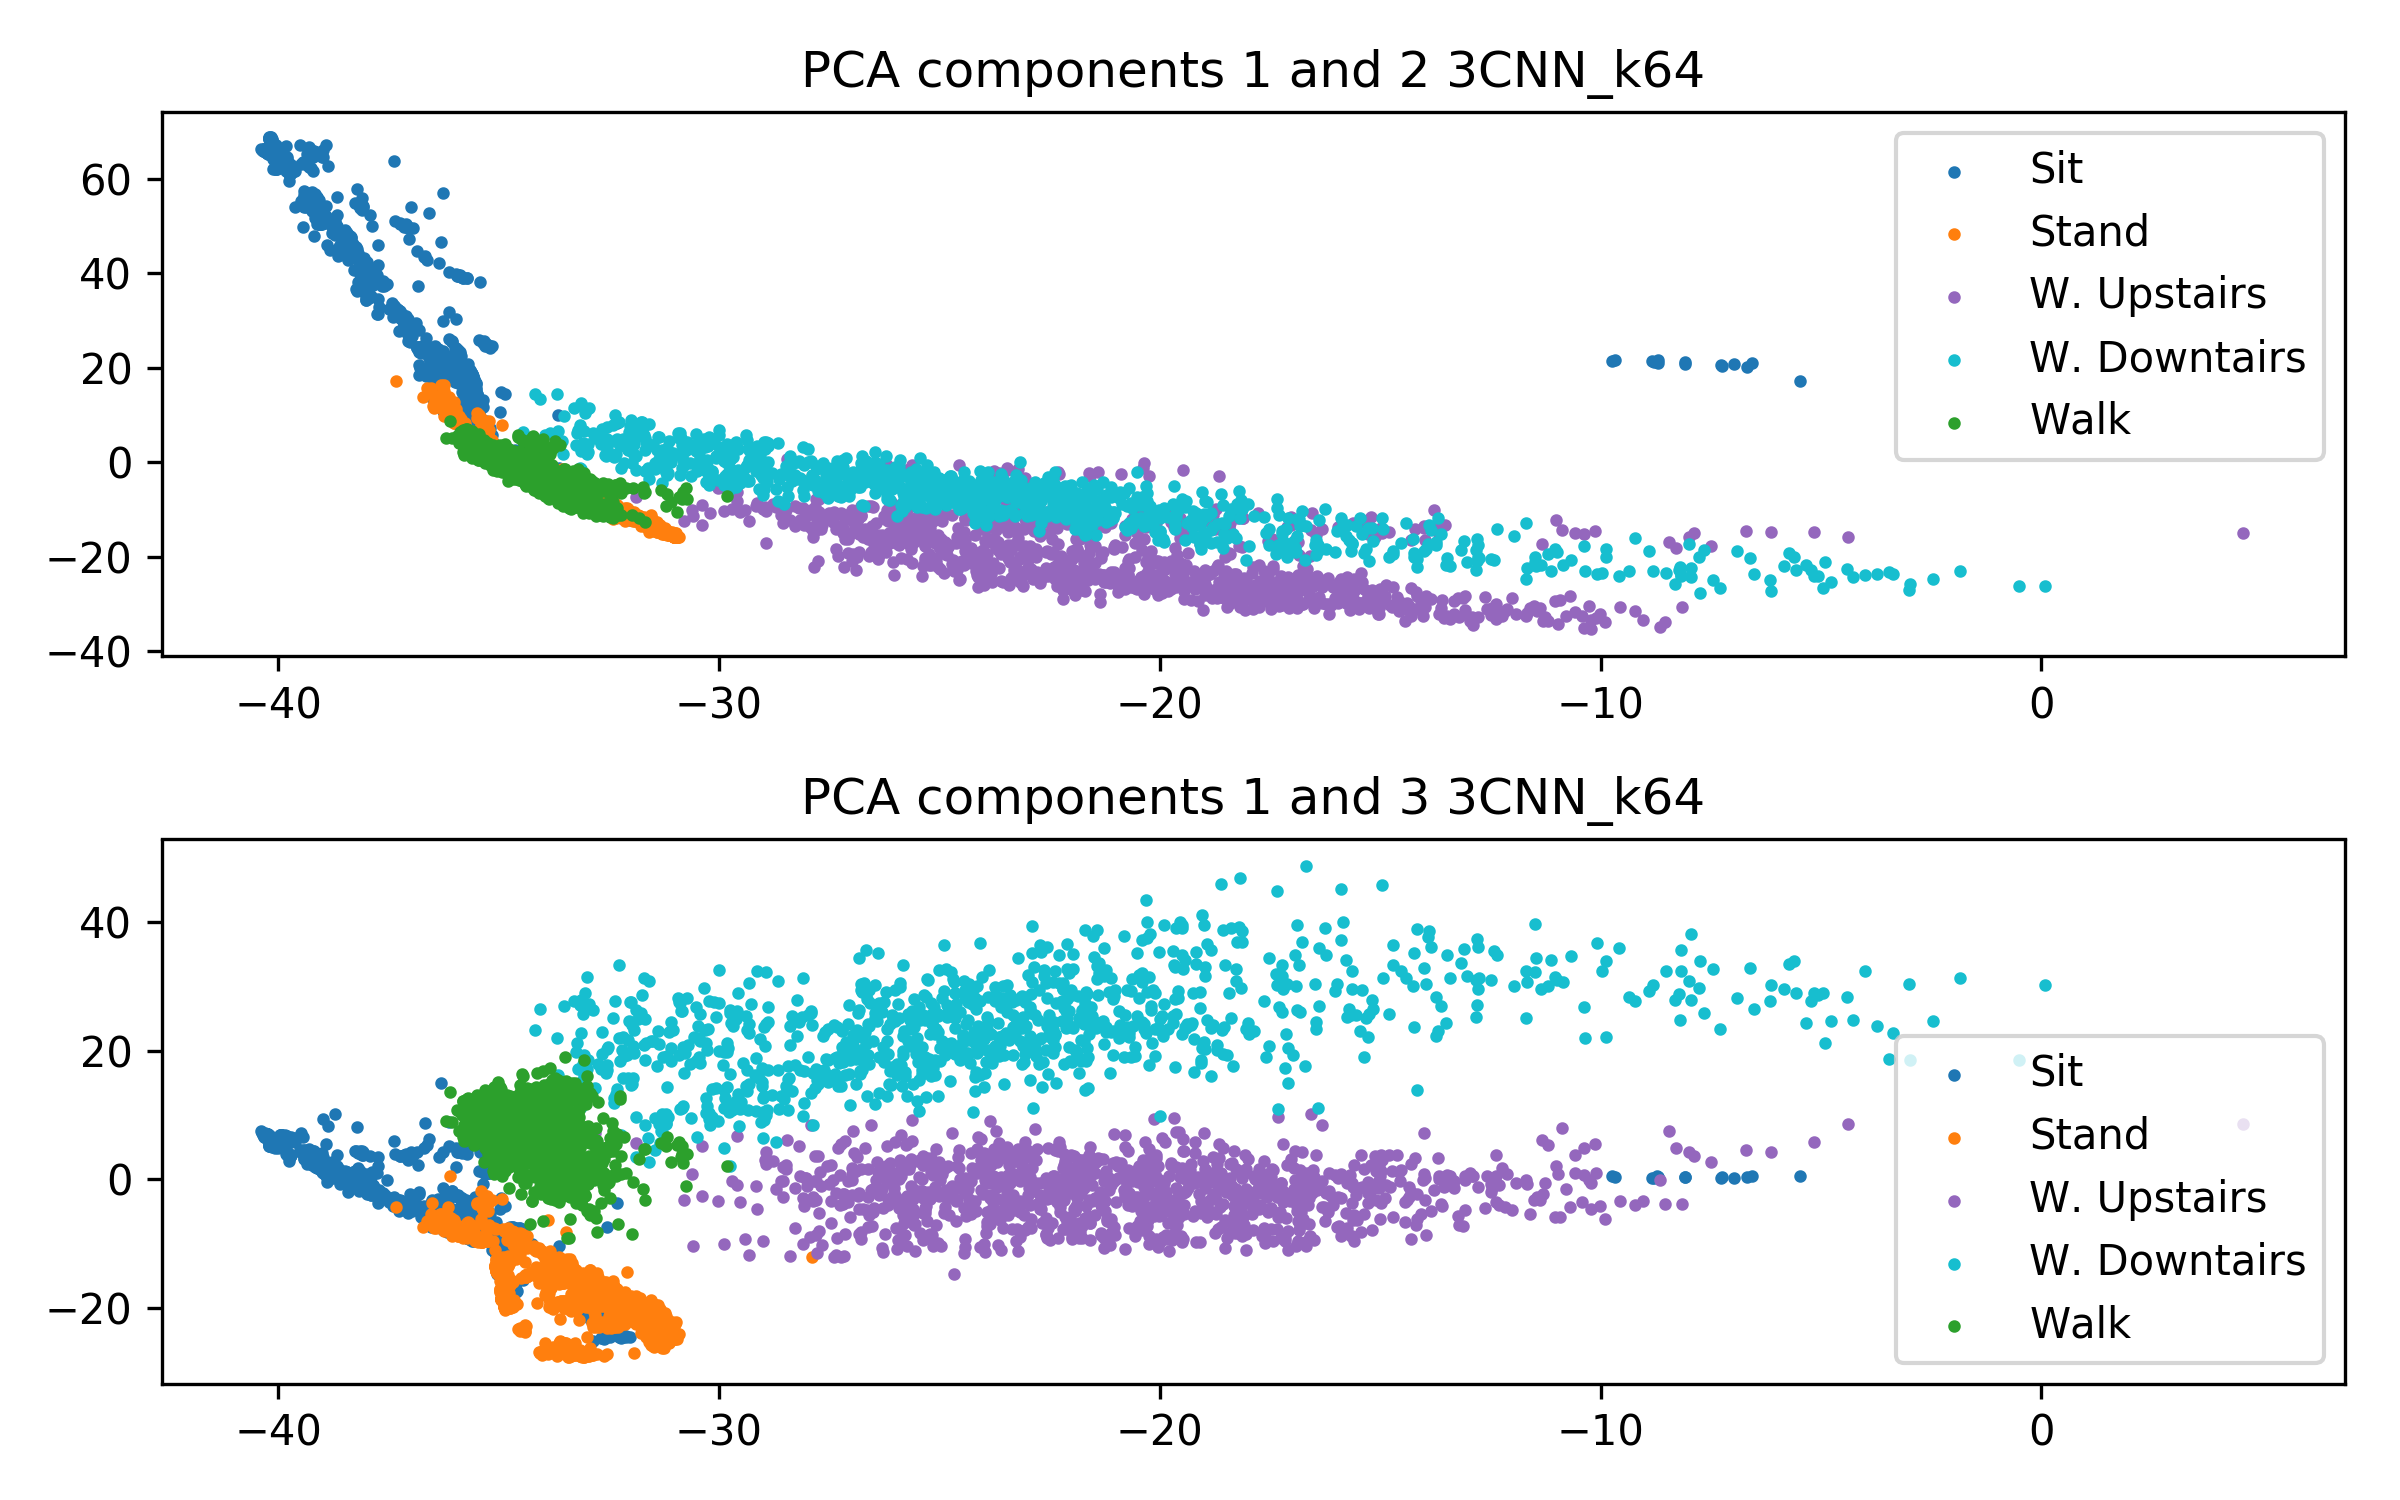 PCA components 1 and 2 3CNN_k64
60
40
20
0
−20
−40
−40 −30 −20 −10 0
Sit
Stand
W. Upstairs
W. Downtairs
Walk
PCA components 1 and 3 3CNN_k64
40
20
0
−20
−40 −30 −20 −10 0
Sit
Stand
W. Upstairs
W. Downtairs
Walk